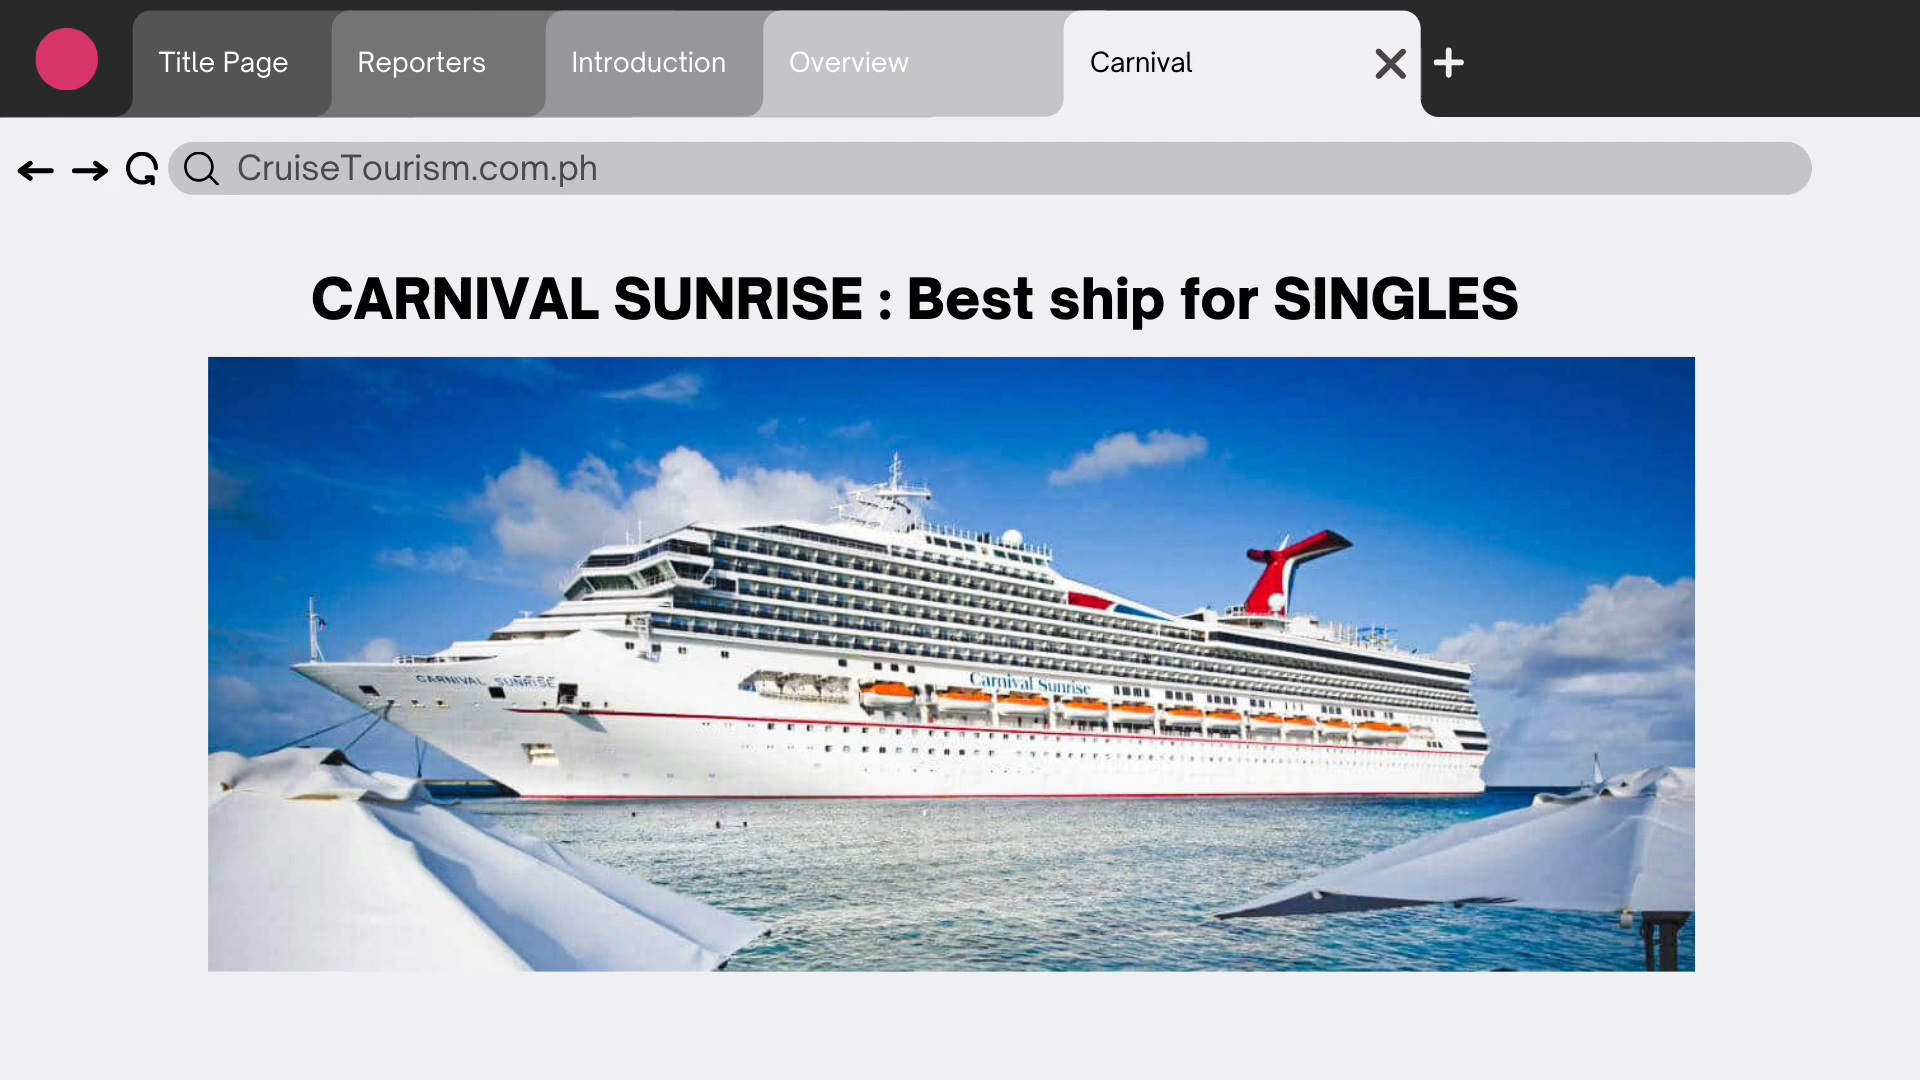 Title Page
Reporters
Introduction
Overview
Carnival
CruiseTourism.com.ph
CARNIVAL SUNRISE : Best ship for SINGLES
CARNIVAL SUNRISE
Carnival Sunrise